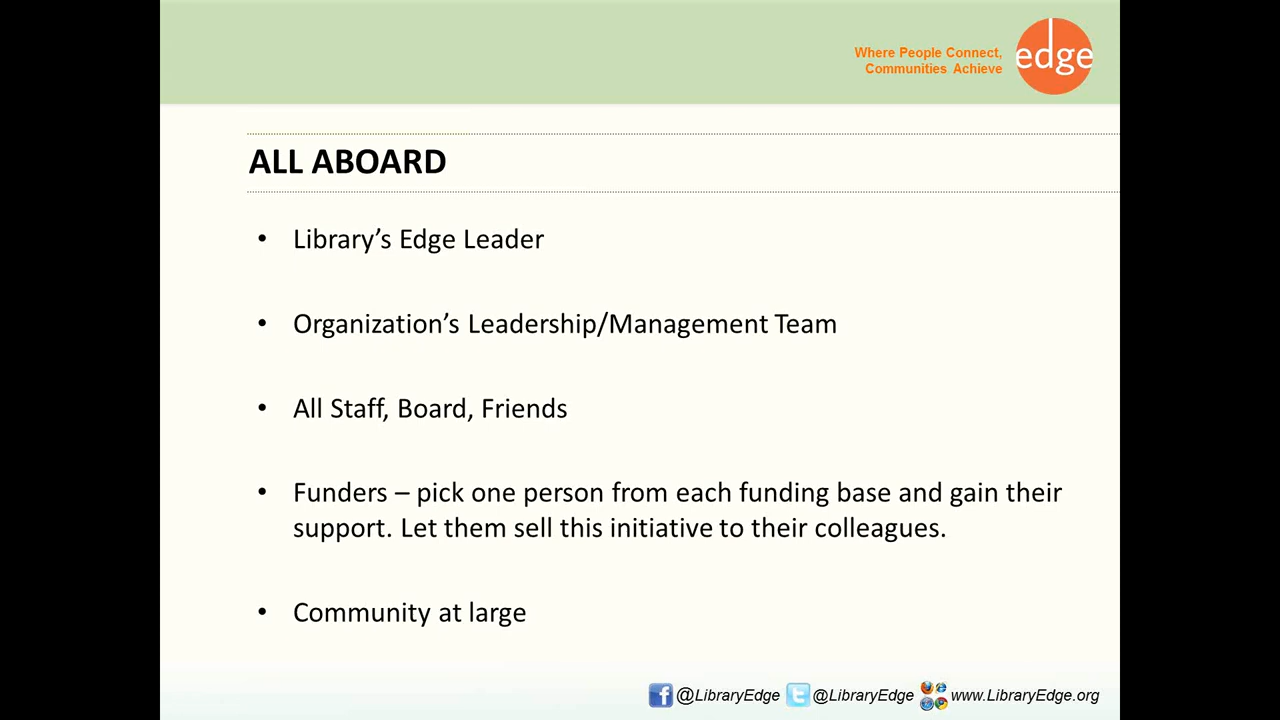 Where People Connect,
Communities Achieve
edge
ALL ABOARD
• Library’s Edge Leader
• Organization’s Leadership/Management Team
• All Staff, Board, Friends
• Funders – pick one person from each funding base and gain their
support. Let them sell this initiative to their colleagues.
• Community at large
@LibraryEdge @LibraryEdge www.LibraryEdge.org